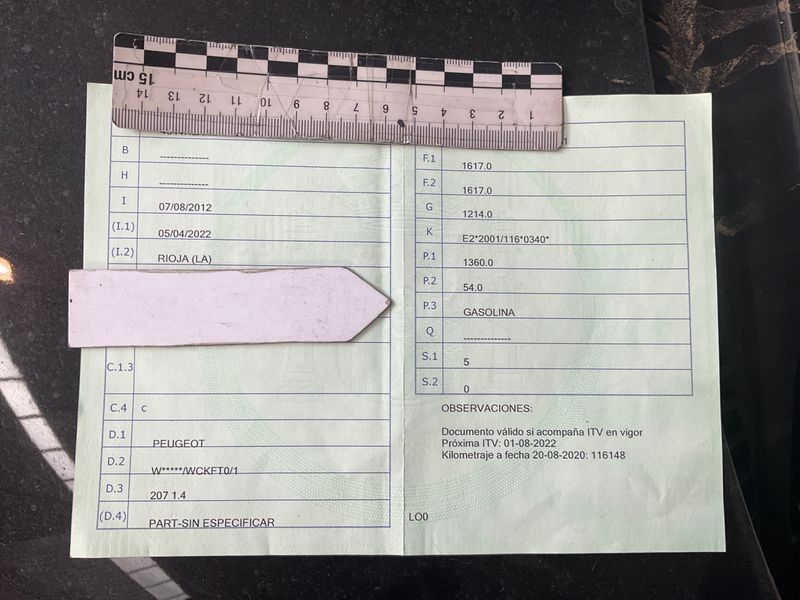 15 cm
14 13 12 11 10 9 8 7 6 5 4 3 2 1
B -------------
H -------------
I 07/08/2012
(I.1) 05/04/2022
(I.2) RIOJA (LA)
C.1.3
C.4 c
D.1 PEUGEOT
D.2 W*****/WCKFT0/1
D.3 207 1.4
(D.4) PART-SIN ESPECIFICAR
F.1 1617.0
F.2 1617.0
G 1214.0
K E2*2001/116*0340*
P.1 1360.0
P.2 54.0
P.3 GASOLINA
Q -------------
S.1 5
S.2 0
OBSERVACIONES:
Documento válido si acompaña ITV en vigor
Próxima ITV: 01-08-2022
Kilometraje a fecha 20-08-2020: 116148
LO0